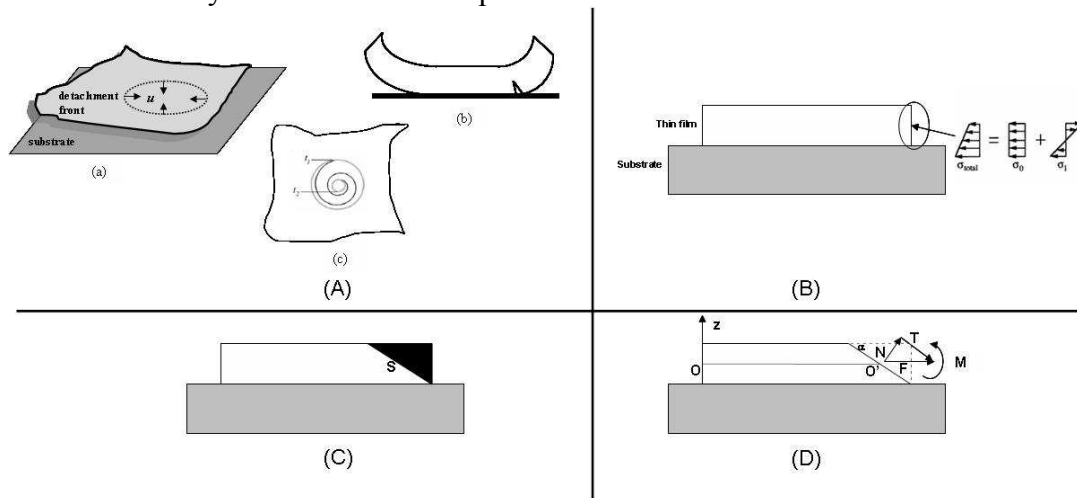 detachment
front
u
substrate
(a)
(b)
t₁
t₂
(c)
(A)
Thin film
Substrate
σtotal = σ0 + σ1
(B)
S
(C)
z
α
T
N
M
O
O'
F
(D)